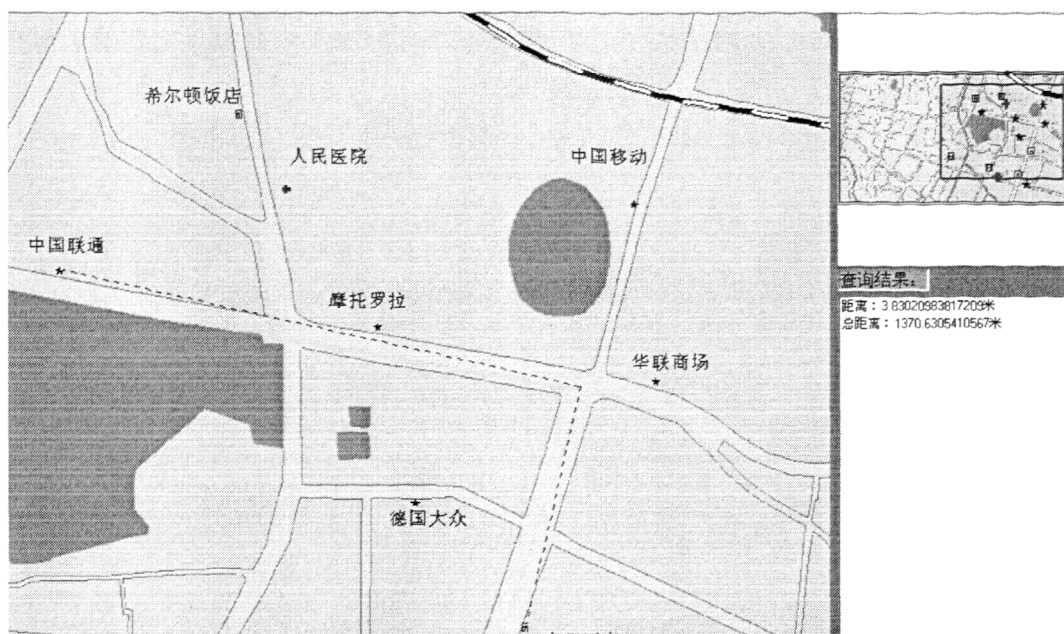 希尔顿饭店
人民医院
中国移动
中国联通
摩托罗拉
华联商场
德国大众
查询结果：
距离：3.83020983817209米
总距离：1370.6305410567米